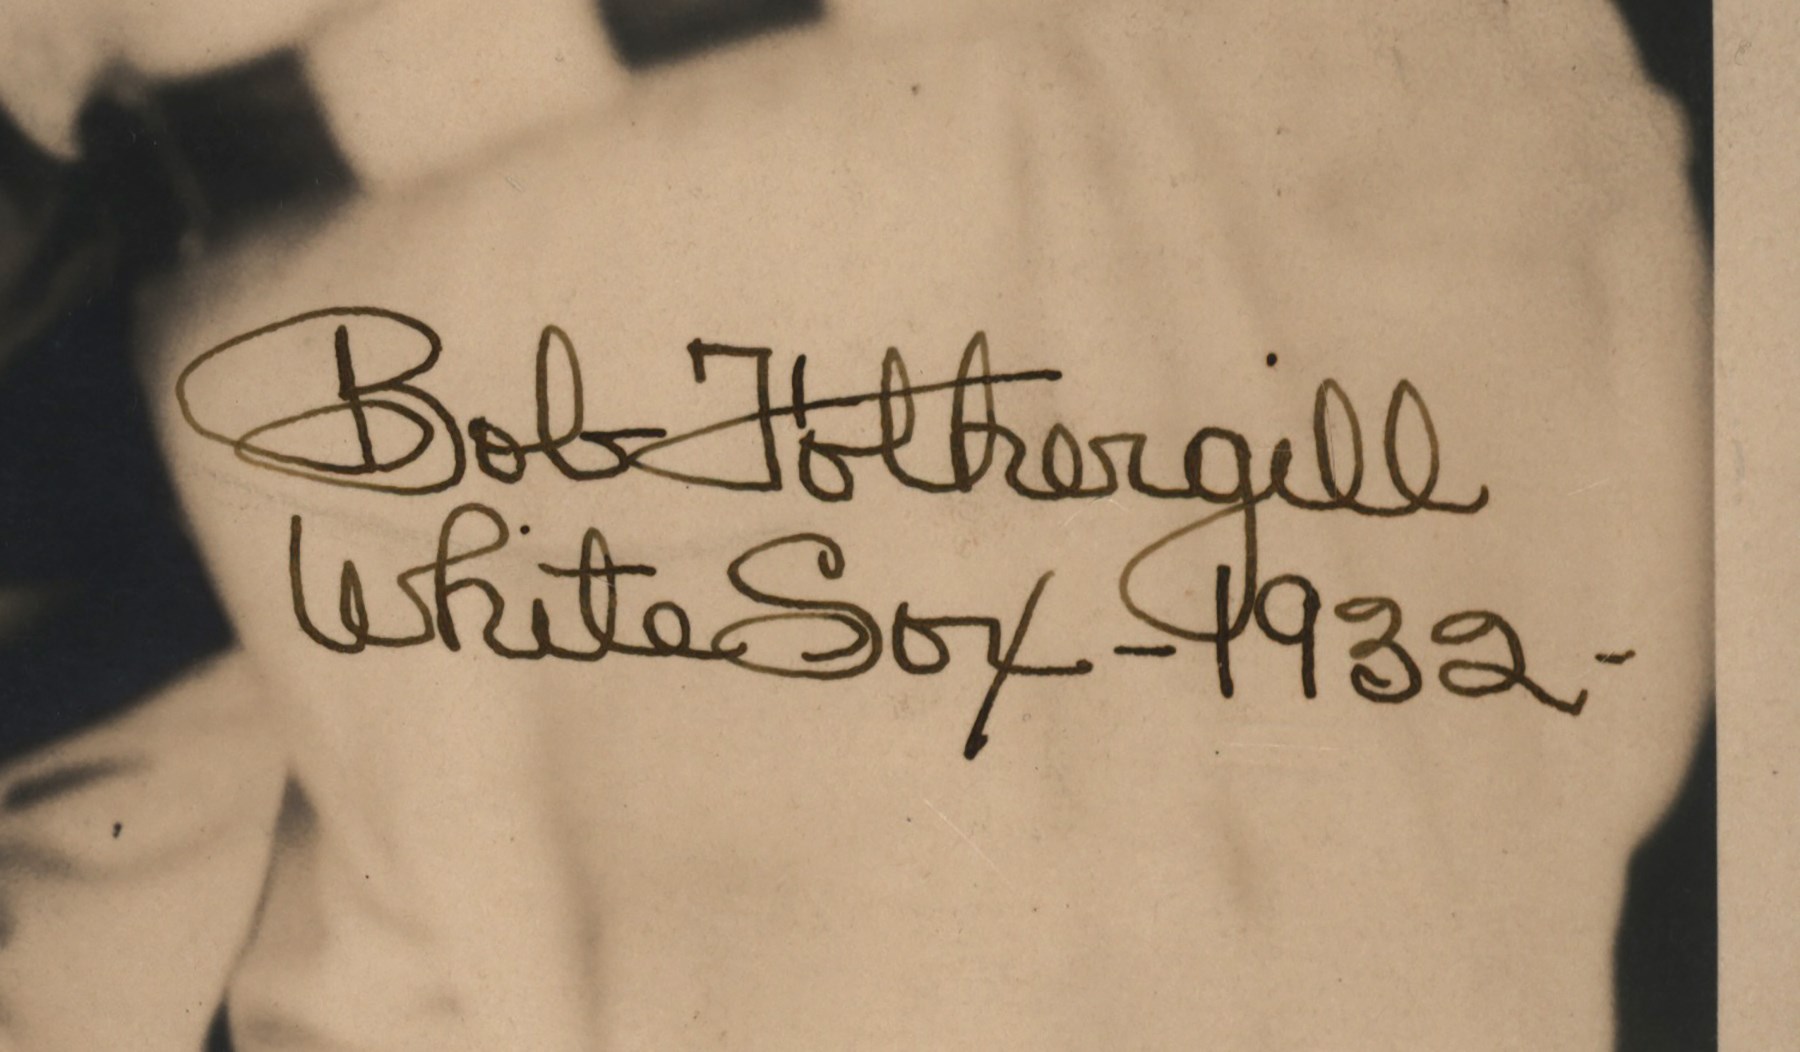 Bob Fothergill
White Sox -1932-